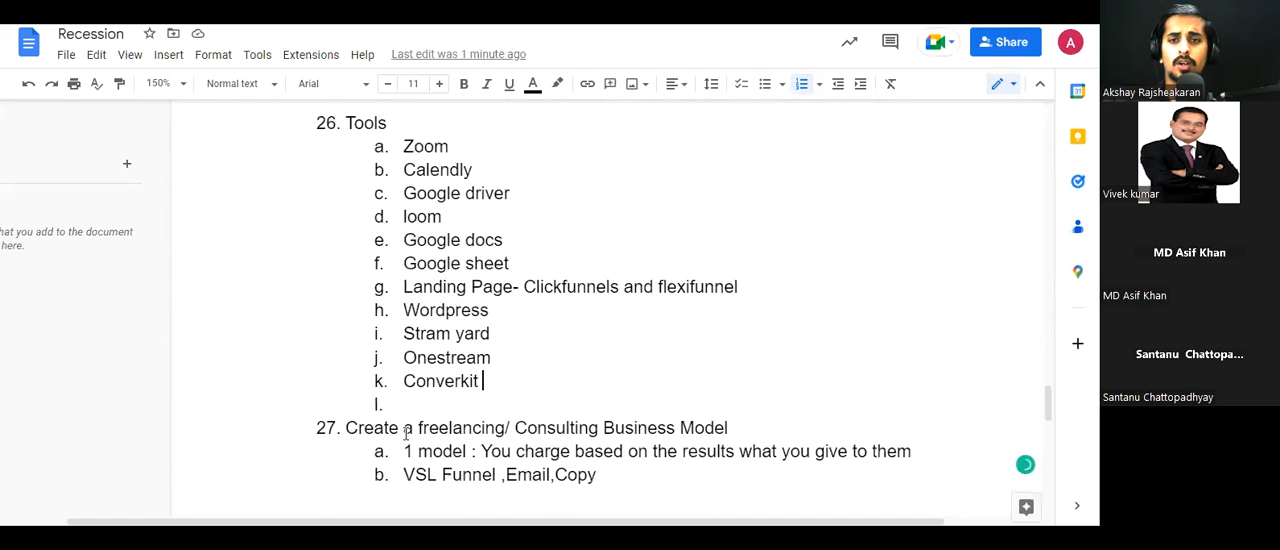 Recession
File Edit View Insert Format Tools Extensions Help Last edit was 1 minute ago
Share
A
150% Normal text Arial 11
26. Tools
a. Zoom
b. Calendly
c. Google driver
d. loom
e. Google docs
f. Google sheet
g. Landing Page- Clickfunnels and flexifunnel
h. Wordpress
i. Stram yard
j. Onestream
k. Converkit
l.
27. Create a freelancing/ Consulting Business Model
a. 1 model : You charge based on the results what you give to them
b. VSL Funnel ,Email,Copy
hat you add to the document
here.
Akshay Rajsheakaran
Vivek kumar
MD Asif Khan
MD Asif Khan
Santanu Chattopa...
Santanu Chattopadhyay